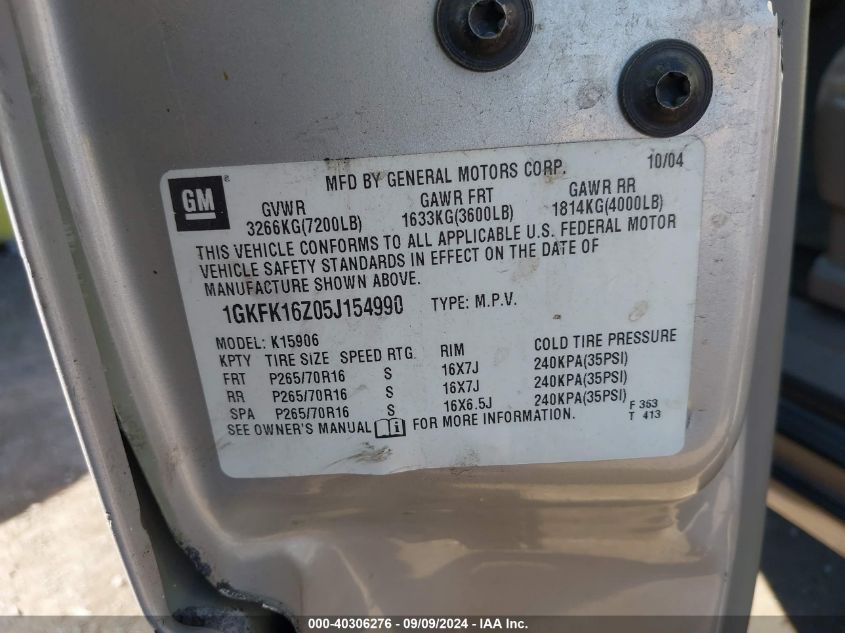 GM ®
MFD BY GENERAL MOTORS CORP. 10/04
GVWR GAWR FRT GAWR RR
3266KG(7200LB) 1633KG(3600LB) 1814KG(4000LB)
THIS VEHICLE CONFORMS TO ALL APPLICABLE U.S. FEDERAL MOTOR
VEHICLE SAFETY STANDARDS IN EFFECT ON THE DATE OF
MANUFACTURE SHOWN ABOVE.
1GKFK16Z05J154990 TYPE: M.P.V.
MODEL: K15906
KPTY TIRE SIZE SPEED RTG. RIM COLD TIRE PRESSURE
FRT P265/70R16 S 16X7J 240KPA(35PSI)
RR P265/70R16 S 16X7J 240KPA(35PSI)
SPA P265/70R16 S 16X6.5J 240KPA(35PSI)
SEE OWNER'S MANUAL FOR MORE INFORMATION.
F 353
T 413
000-40306276 - 09/09/2024 - IAA Inc.